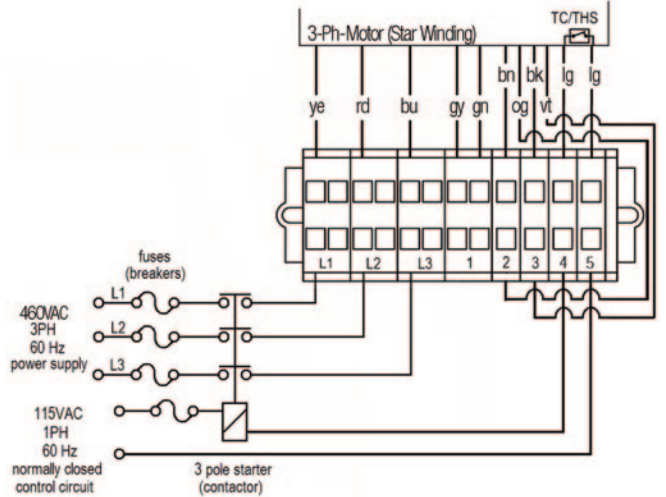 TC/THS
3-Ph-Motor (Star Winding)
bn bk lg lg
ye rd bu gy gn og vt
L1 L2 L3 1 2 3 4 5
fuses
(breakers)
L1
460VAC
3PH
60 Hz
power supply
L2
L3
115VAC
1PH
60 Hz
normally closed
control circuit
3 pole starter
(contactor)